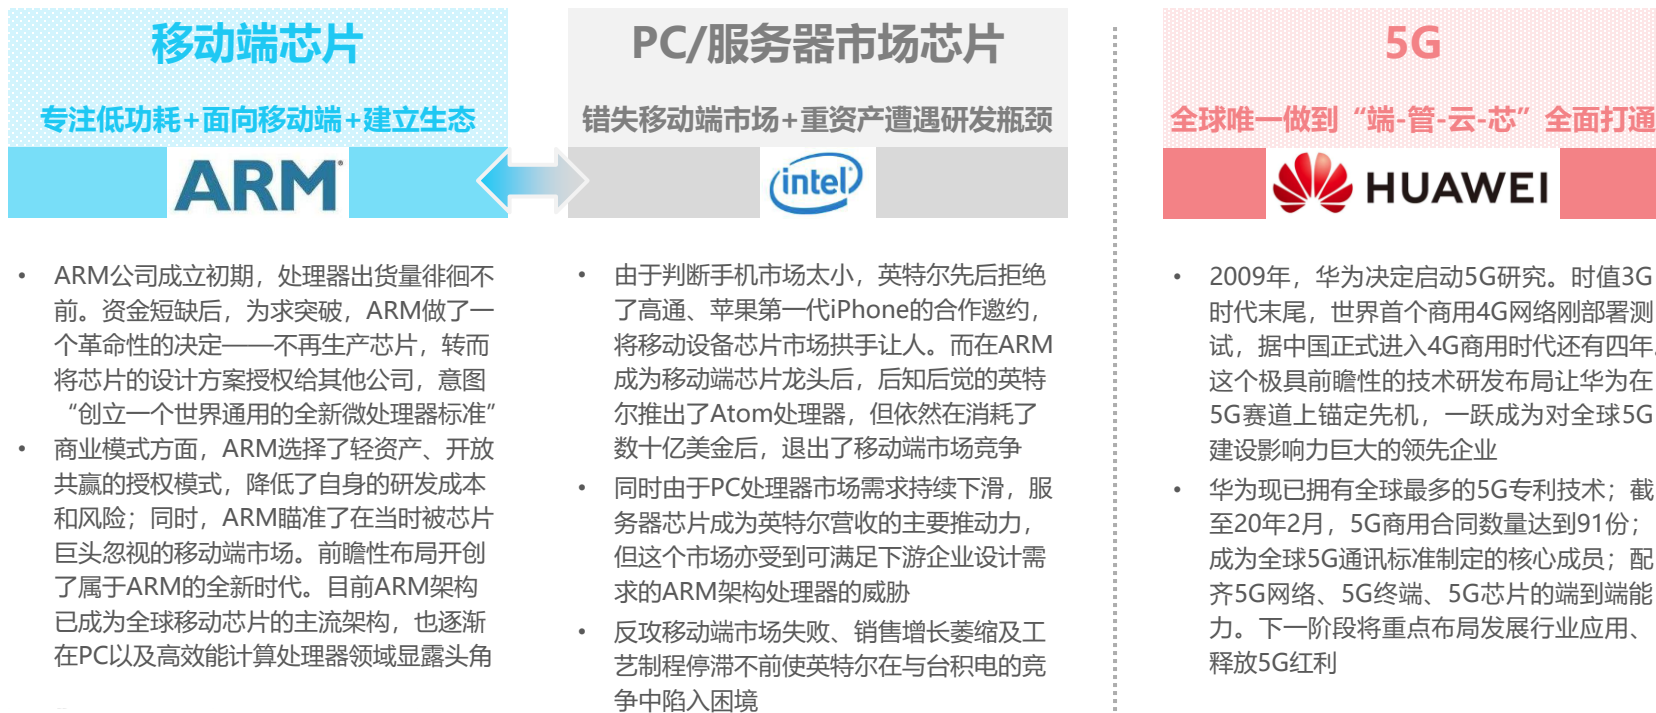 移动端芯片
专注低功耗+面向移动端+建立生态
ARM
• ARM公司成立初期，处理器出货量徘徊不
前。资金短缺后，为求突破，ARM做了一
个革命性的决定——不再生产芯片，转而
将芯片的设计方案授权给其他公司，意图
“创立一个世界通用的全新微处理器标准”
• 商业模式方面，ARM选择了轻资产、开放
共赢的授权模式，降低了自身的研发成本
和风险；同时，ARM瞄准了在当时被芯片
巨头忽视的移动端市场。前瞻性布局开创
了属于ARM的全新时代。目前ARM架构
已成为全球移动芯片的主流架构，也逐渐
在PC以及高效能计算处理器领域显露头角
PC/服务器市场芯片
错失移动端市场+重资产遭遇研发瓶颈
intel
• 由于判断手机市场太小，英特尔先后拒绝
了高通、苹果第一代iPhone的合作邀约，
将移动设备芯片市场拱手让人。而在ARM
成为移动端芯片龙头后，后知后觉的英特
尔推出了Atom处理器，但依然在消耗了
数十亿美金后，退出了移动端市场竞争
• 同时由于PC处理器市场需求持续下滑，服
务器芯片成为英特尔营收的主要推动力，
但这个市场亦受到可满足下游企业设计需
求的ARM架构处理器的威胁
• 反攻移动端市场失败、销售增长萎缩及工
艺制程停滞不前使英特尔在与台积电的竞
争中陷入困境
5G
全球唯一做到“端-管-云-芯”全面打通
HUAWEI
• 2009年，华为决定启动5G研究。时值3G
时代末尾，世界首个商用4G网络刚部署测
试，据中国正式进入4G商用时代还有四年。
这个极具前瞻性的技术研发布局让华为在
5G赛道上锚定先机，一跃成为对全球5G
建设影响力巨大的领先企业
• 华为现已拥有全球最多的5G专利技术；截
至20年2月，5G商用合同数量达到91份；
成为全球5G通讯标准制定的核心成员；配
齐5G网络、5G终端、5G芯片的端到端能
力。下一阶段将重点布局发展行业应用、
释放5G红利